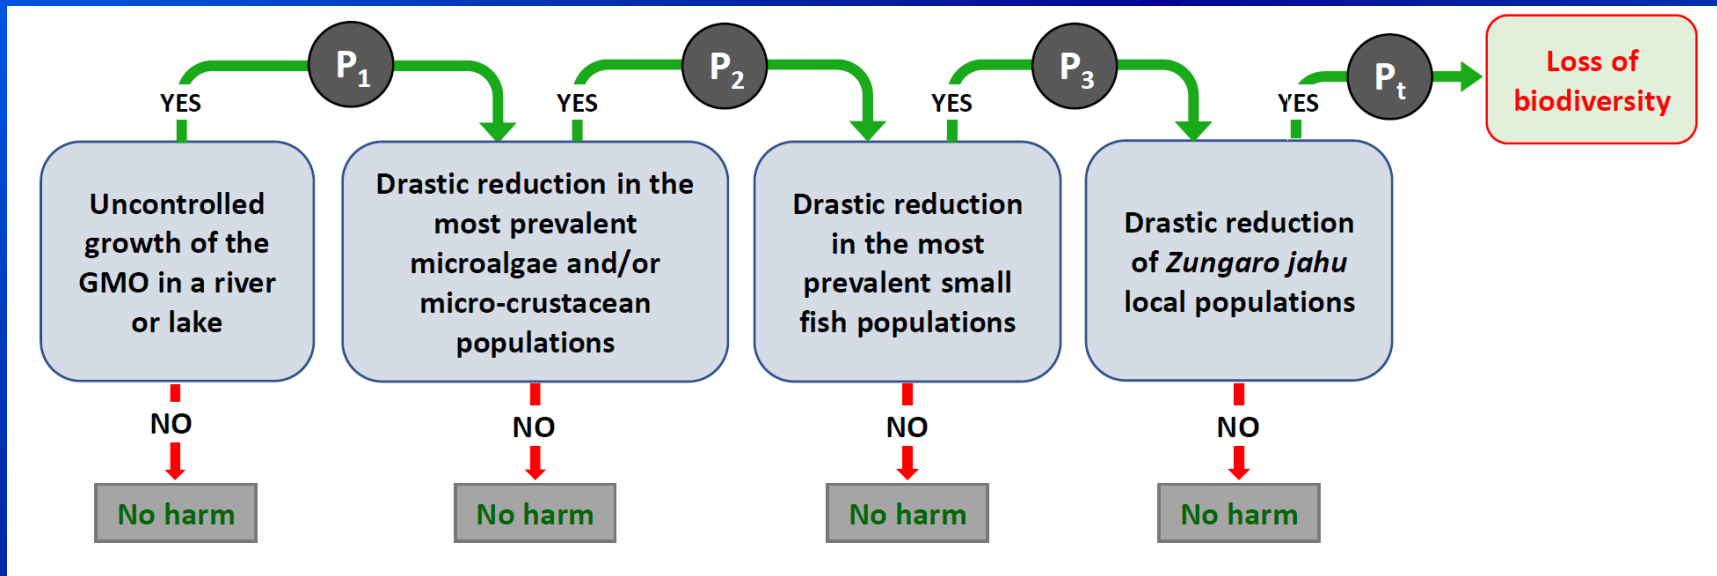 P1
P2
P3
Pt
Loss of
biodiversity
YES
YES
YES
YES
Uncontrolled
growth of the
GMO in a river
or lake
Drastic reduction in the
most prevalent
microalgae and/or
micro-crustacean
populations
Drastic reduction
in the most
prevalent small
fish populations
Drastic reduction
of Zungaro jahu
local populations
NO
NO
NO
NO
No harm
No harm
No harm
No harm